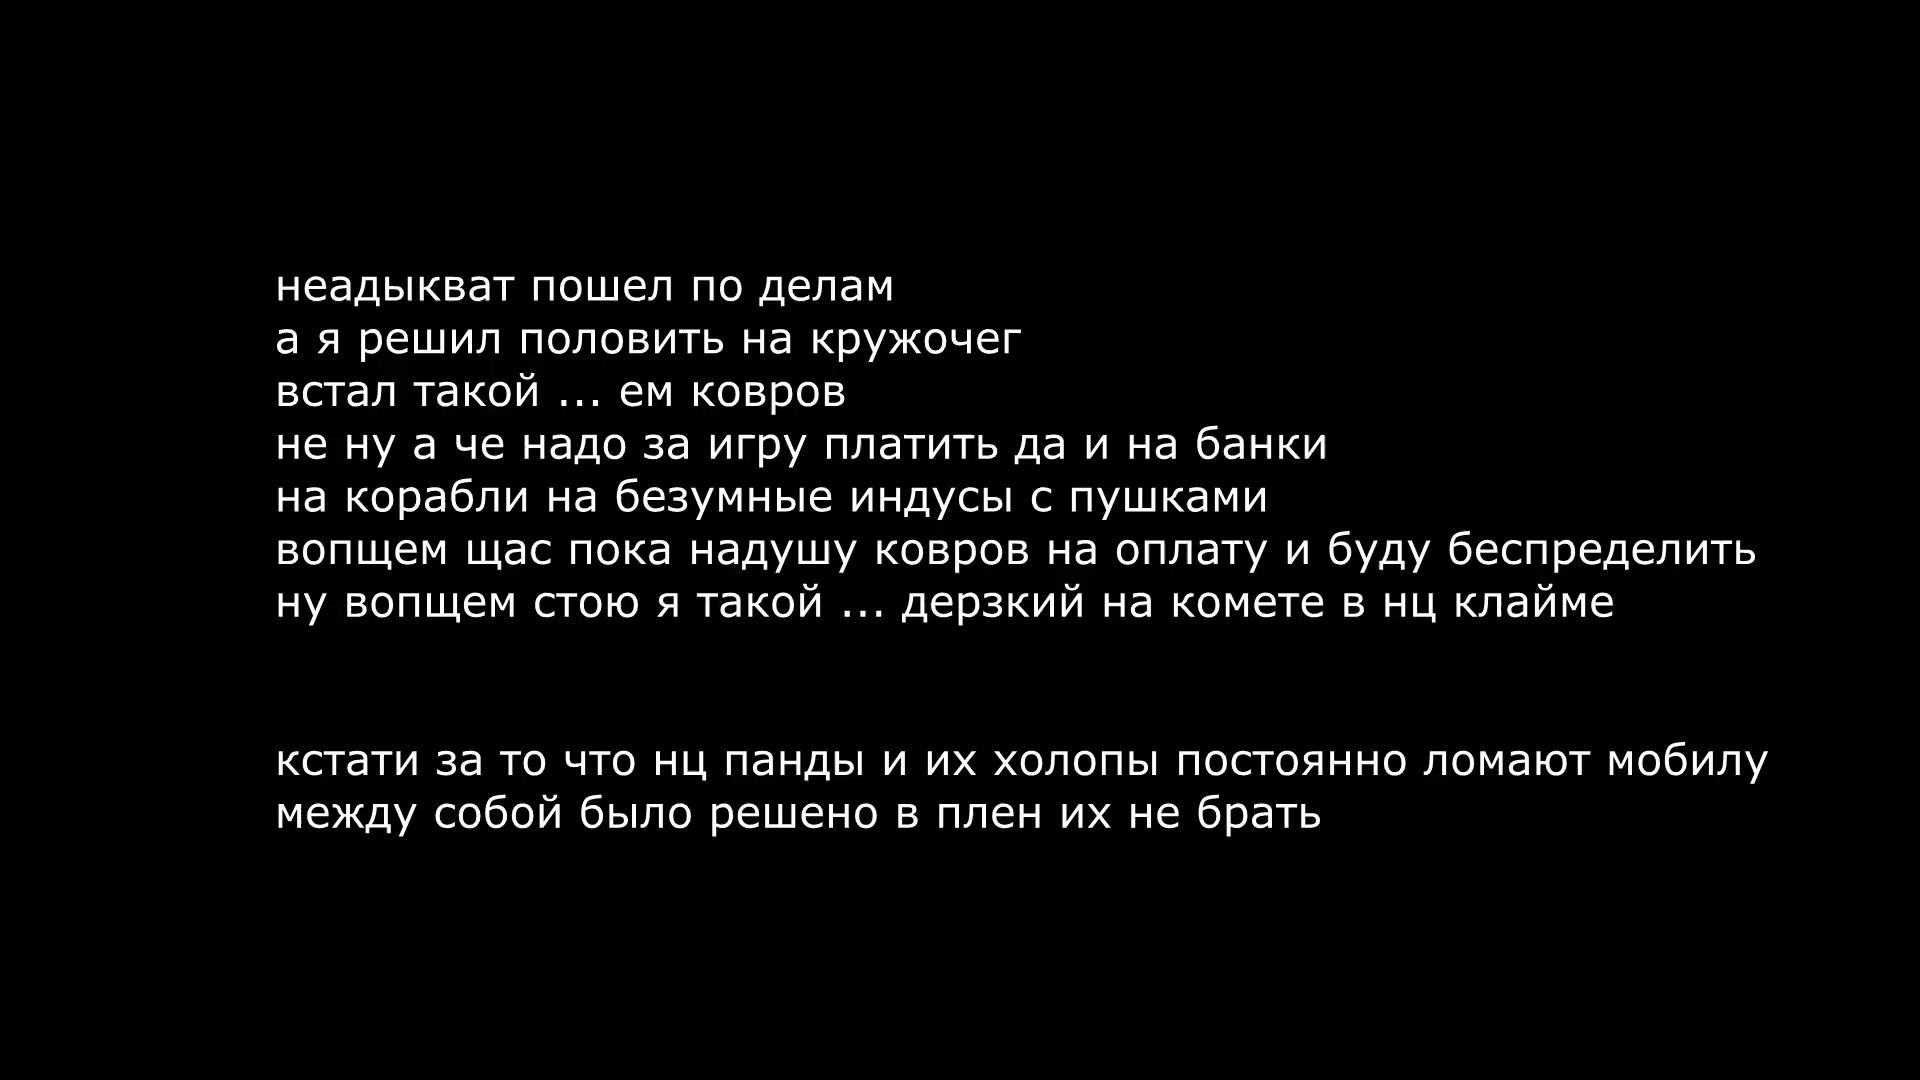 неадыкват пошел по делам
а я решил половить на кружочег
встал такой ... ем ковров
не ну а че надо за игру платить да и на банки
на корабли на безумные индусы с пушками
вопщем щас пока надушу ковров на оплату и буду беспределить
ну вопщем стою я такой ... дерзкий на комете в нц клайме
кстати за то что нц панды и их холопы постоянно ломают мобилу
между собой было решено в плен их не брать